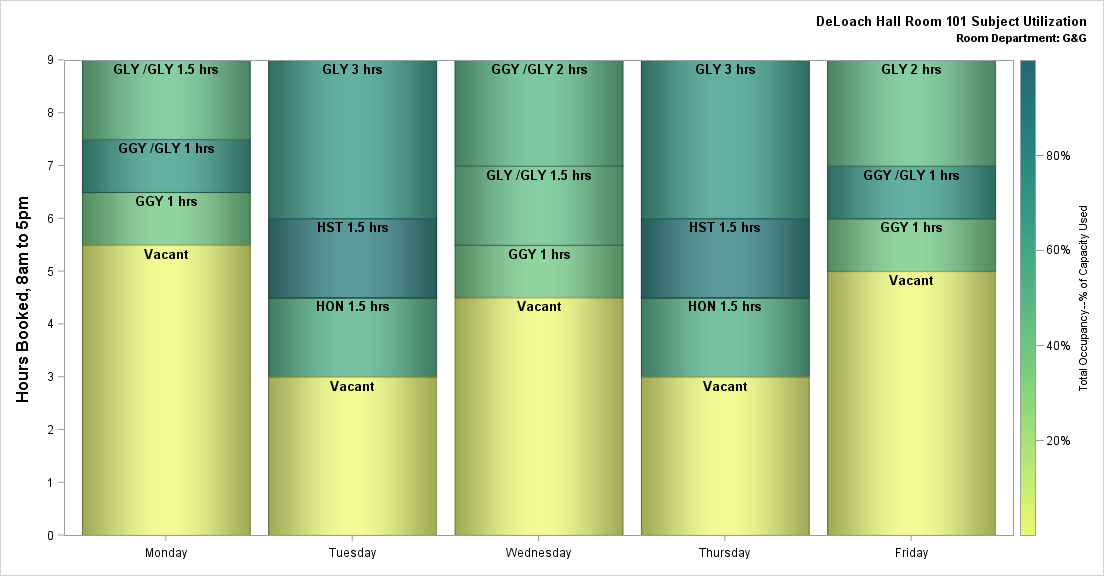 DeLoach Hall Room 101 Subject Utilization
Room Department: G&G
Hours Booked, 8am to 5pm
9
8
7
6
5
4
3
2
1
0
GLY /GLY 1.5 hrs
GGY /GLY 1 hrs
GGY 1 hrs
Vacant
GLY 3 hrs
HST 1.5 hrs
HON 1.5 hrs
Vacant
GGY /GLY 2 hrs
GLY /GLY 1.5 hrs
GGY 1 hrs
Vacant
GLY 3 hrs
HST 1.5 hrs
HON 1.5 hrs
Vacant
GLY 2 hrs
GGY /GLY 1 hrs
GGY 1 hrs
Vacant
Monday
Tuesday
Wednesday
Thursday
Friday
80%
60%
40%
20%
Total Occupancy--% of Capacity Used